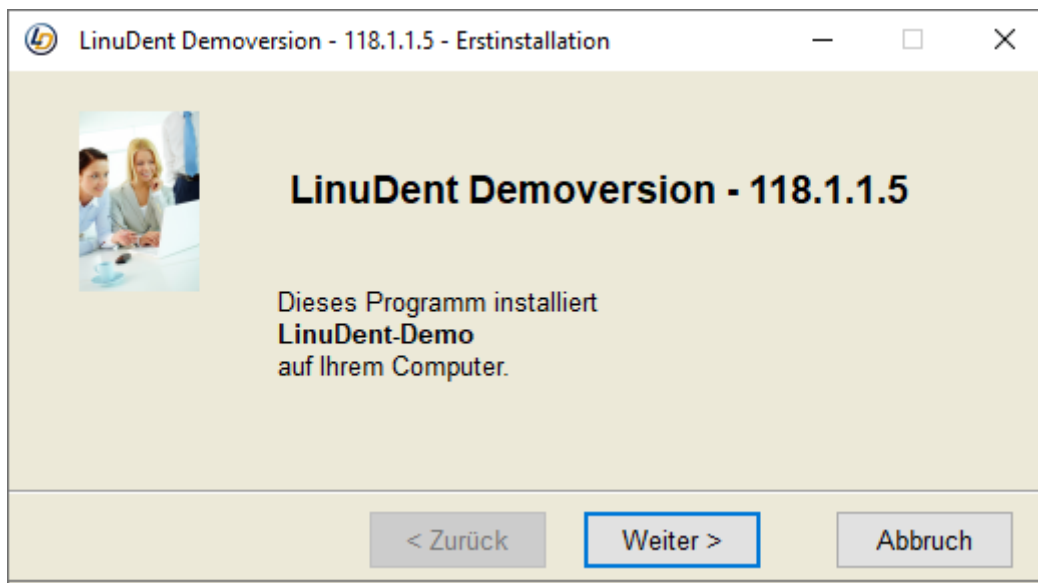 LinuDent Demoversion - 118.1.1.5 - Erstinstallation
LinuDent Demoversion - 118.1.1.5
Dieses Programm installiert
LinuDent-Demo
auf Ihrem Computer.
< Zurück
Weiter >
Abbruch